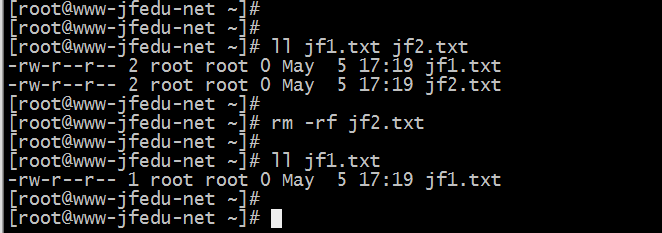 [root@www-jfedu-net ~]#
[root@www-jfedu-net ~]#
[root@www-jfedu-net ~]# ll jf1.txt jf2.txt
-rw-r--r-- 2 root root 0 May  5 17:19 jf1.txt
-rw-r--r-- 2 root root 0 May  5 17:19 jf2.txt
[root@www-jfedu-net ~]#
[root@www-jfedu-net ~]# rm -rf jf2.txt
[root@www-jfedu-net ~]#
[root@www-jfedu-net ~]# ll jf1.txt
-rw-r--r-- 1 root root 0 May  5 17:19 jf1.txt
[root@www-jfedu-net ~]#
[root@www-jfedu-net ~]#